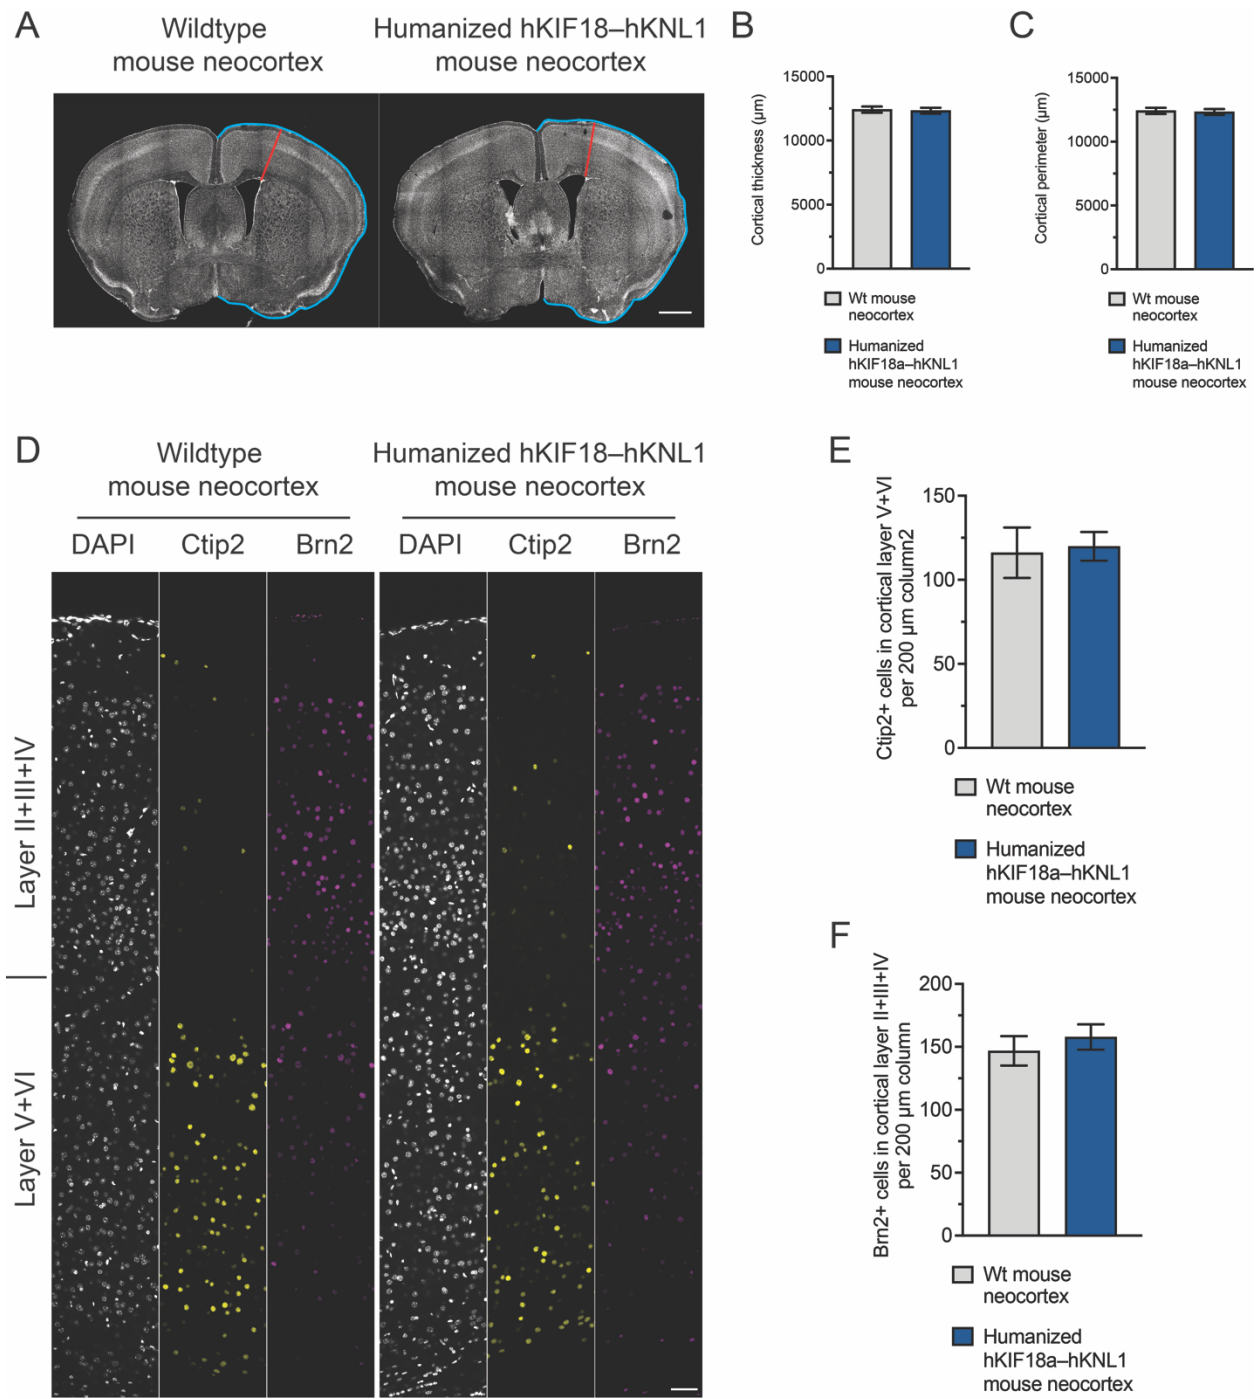 A
Wildtype
mouse neocortex
Humanized hKIF18–hKNL1
mouse neocortex
B
Cortical thickness (µm)
15000
10000
5000
0
Wt mouse
neocortex
Humanized
hKIF18a–hKNL1
mouse neocortex
C
Cortical perimeter (µm)
15000
10000
5000
0
Wt mouse
neocortex
Humanized
hKIF18a–hKNL1
mouse neocortex
D
Wildtype
mouse neocortex
Humanized hKIF18–hKNL1
mouse neocortex
DAPI
Ctip2
Brn2
DAPI
Ctip2
Brn2
Layer II+III+IV
Layer V+VI
E
Ctip2+ cells in cortical layer V+VI
per 200 µm column2
150
100
50
0
Wt mouse
neocortex
Humanized
hKIF18a–hKNL1
mouse neocortex
F
Brn2+ cells in cortical layer II+III+IV
per 200 µm column
200
150
100
50
0
Wt mouse
neocortex
Humanized
hKIF18a–hKNL1
mouse neocortex